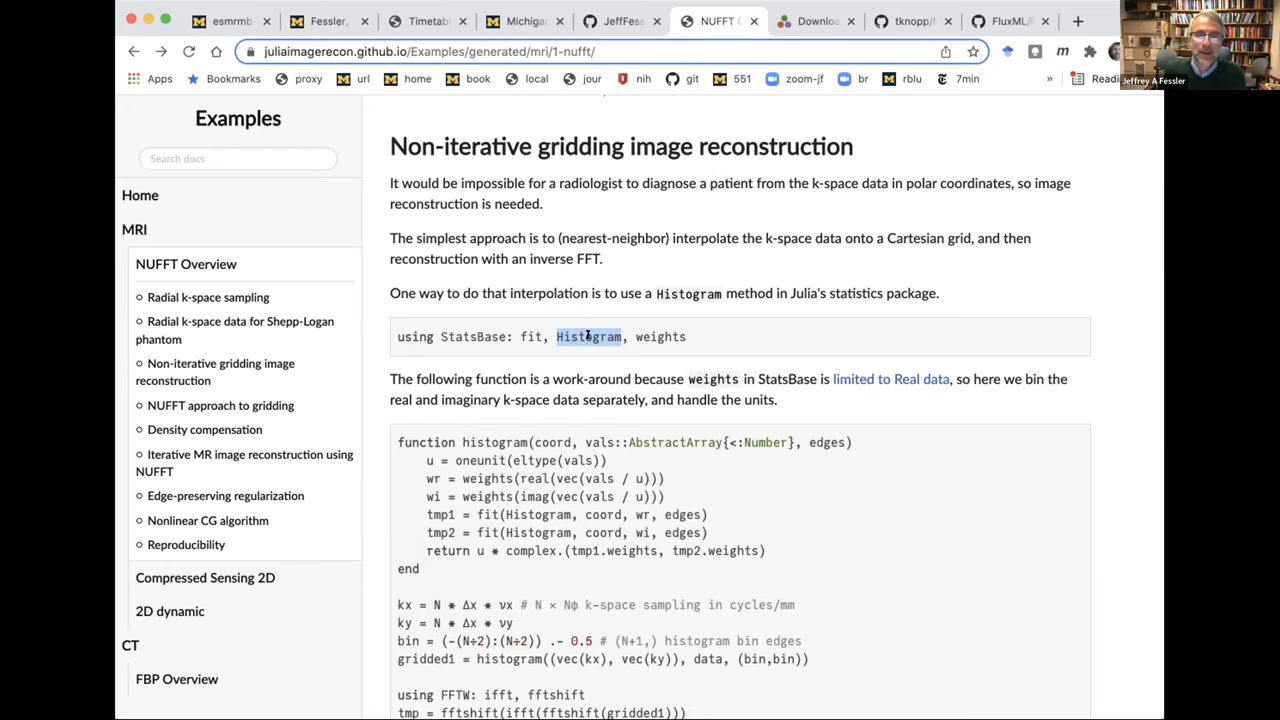 esmrmb-
Fessler,
Timetab
Michigan
JeffFess
NUFFT O
Downloa
tknopp/
FluxML/
juliaimagerecon.github.io/Examples/generated/mri/1-nufft/
Apps
Bookmarks
proxy
url
home
book
local
jour
nih
git
551
zoom-jf
br
rblu
7min
»
Readi
Jeffrey A Fessler
Examples
Search docs
Home
MRI
NUFFT Overview
Radial k-space sampling
Radial k-space data for Shepp-Logan
phantom
Non-iterative gridding image
reconstruction
NUFFT approach to gridding
Density compensation
Iterative MR image reconstruction using
NUFFT
Edge-preserving regularization
Nonlinear CG algorithm
Reproducibility
Compressed Sensing 2D
2D dynamic
CT
FBP Overview
Non-iterative gridding image reconstruction
It would be impossible for a radiologist to diagnose a patient from the k-space data in polar coordinates, so image
reconstruction is needed.
The simplest approach is to (nearest-neighbor) interpolate the k-space data onto a Cartesian grid, and then
reconstruction with an inverse FFT.
One way to do that interpolation is to use a Histogram method in Julia's statistics package.
using StatsBase: fit, Histogram, weights
The following function is a work-around because weights in StatsBase is limited to Real data, so here we bin the
real and imaginary k-space data separately, and handle the units.
function histogram(coord, vals::AbstractArray{<:Number}, edges)
u = oneunit(eltype(vals))
wr = weights(real(vec(vals / u)))
wi = weights(imag(vec(vals / u)))
tmp1 = fit(Histogram, coord, wr, edges)
tmp2 = fit(Histogram, coord, wi, edges)
return u * complex.(tmp1.weights, tmp2.weights)
end
kx = N * Δx * νx # N × Nϕ k-space sampling in cycles/mm
ky = N * Δx * νy
bin = (-(N÷2):(N÷2)) .- 0.5 # (N+1,) histogram bin edges
gridded1 = histogram((vec(kx), vec(ky)), data, (bin,bin))
using FFTW: ifft, fftshift
tmp = fftshift(ifft(fftshift(gridded1)))